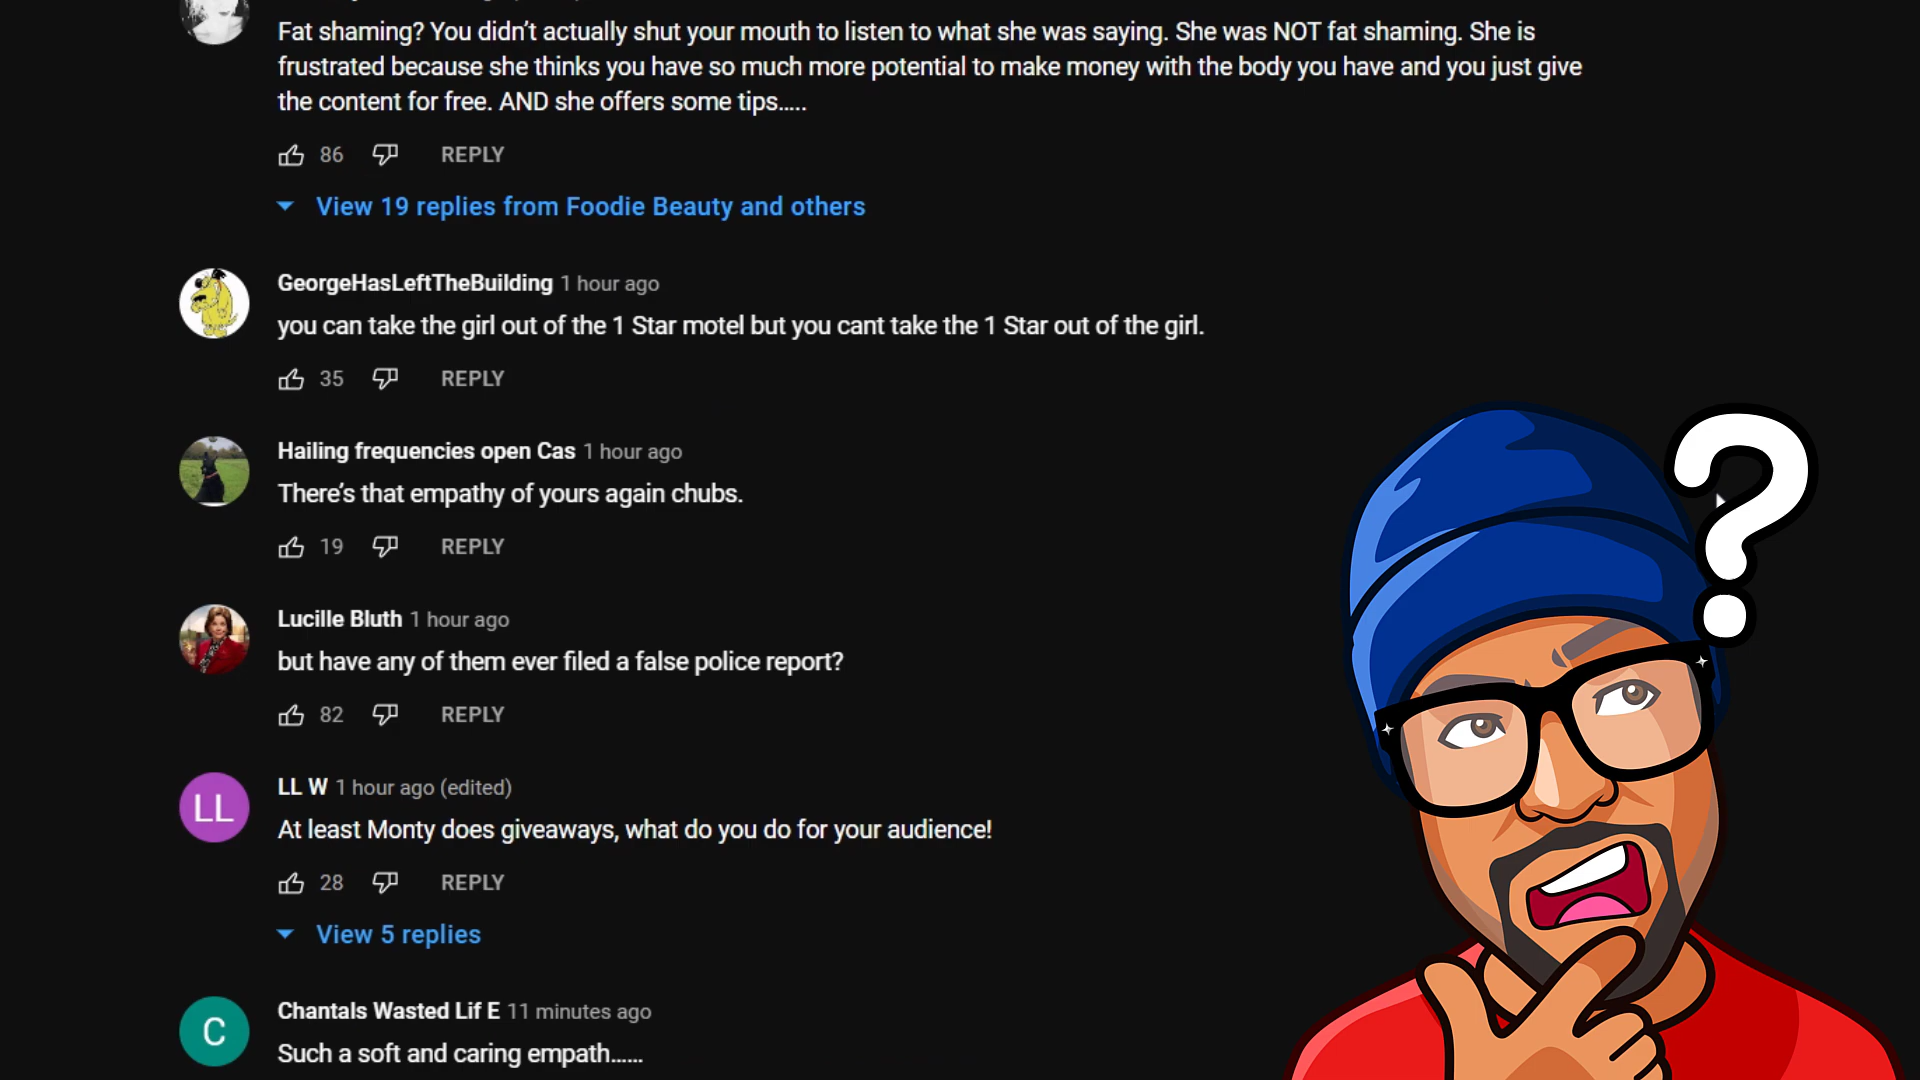 Fat shaming? You didn’t actually shut your mouth to listen to what she was saying. She was NOT fat shaming. She is
frustrated because she thinks you have so much more potential to make money with the body you have and you just give
the content for free. AND she offers some tips.....
86 REPLY
View 19 replies from Foodie Beauty and others
GeorgeHasLeftTheBuilding 1 hour ago
you can take the girl out of the 1 Star motel but you cant take the 1 Star out of the girl.
35 REPLY
Hailing frequencies open Cas 1 hour ago
There’s that empathy of yours again chubs.
19 REPLY
Lucille Bluth 1 hour ago
but have any of them ever filed a false police report?
82 REPLY
LL
LL W 1 hour ago (edited)
At least Monty does giveaways, what do you do for your audience!
28 REPLY
View 5 replies
C
Chantals Wasted Lif E 11 minutes ago
Such a soft and caring empath......
?